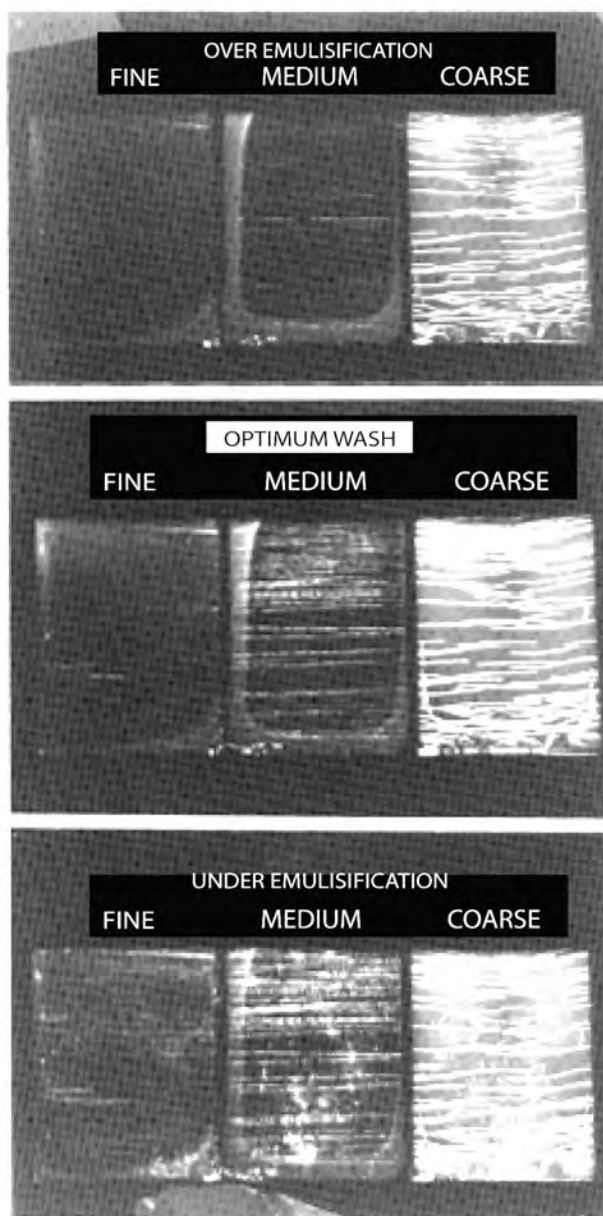 OVER EMULISIFICATION
FINE MEDIUM COARSE
OPTIMUM WASH
FINE MEDIUM COARSE
UNDER EMULISIFICATION
FINE MEDIUM COARSE